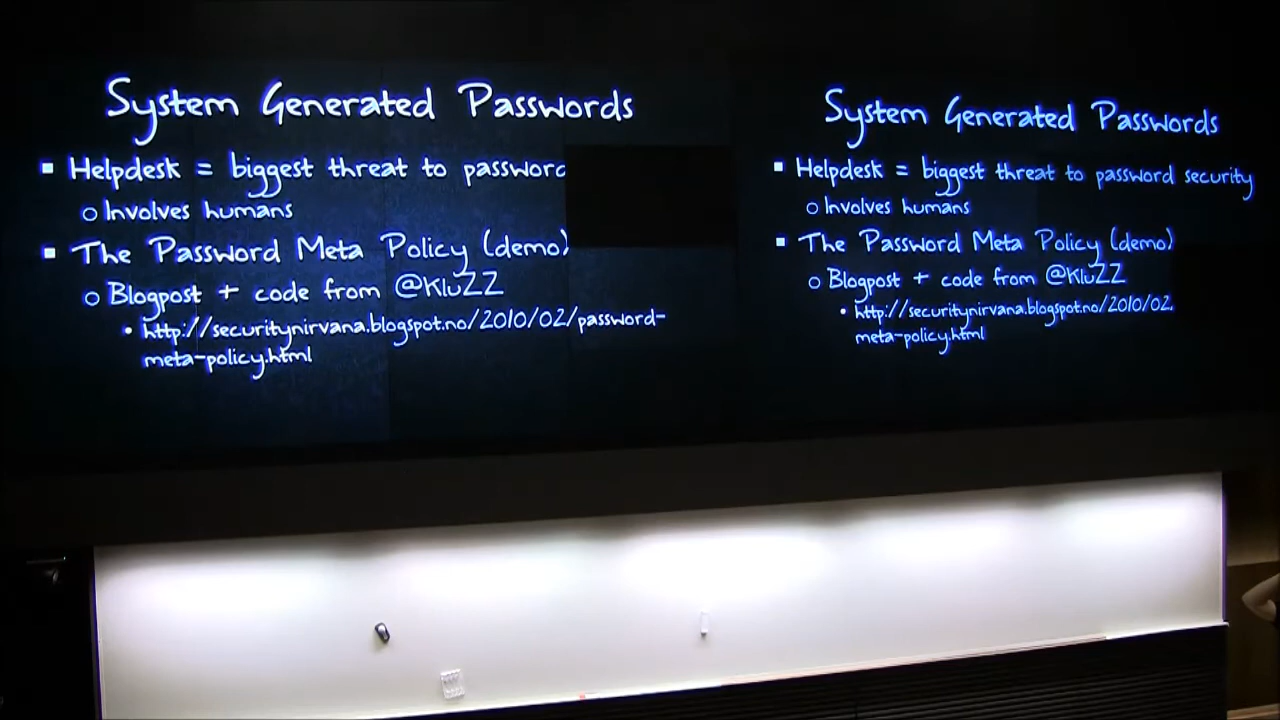 System Generated Passwords
Helpdesk = biggest threat to password
Involves humans
The Password Meta Policy (demo)
Blogpost + code from @KluZZ
http://securitynirvana.blogspot.no/2010/02/password-
meta-policy.html
System Generated Passwords
Helpdesk = biggest threat to password security
Involves humans
The Password Meta Policy (demo)
Blogpost + code from @KluZZ
http://securitynirvana.blogspot.no/2010/02
meta-policy.html